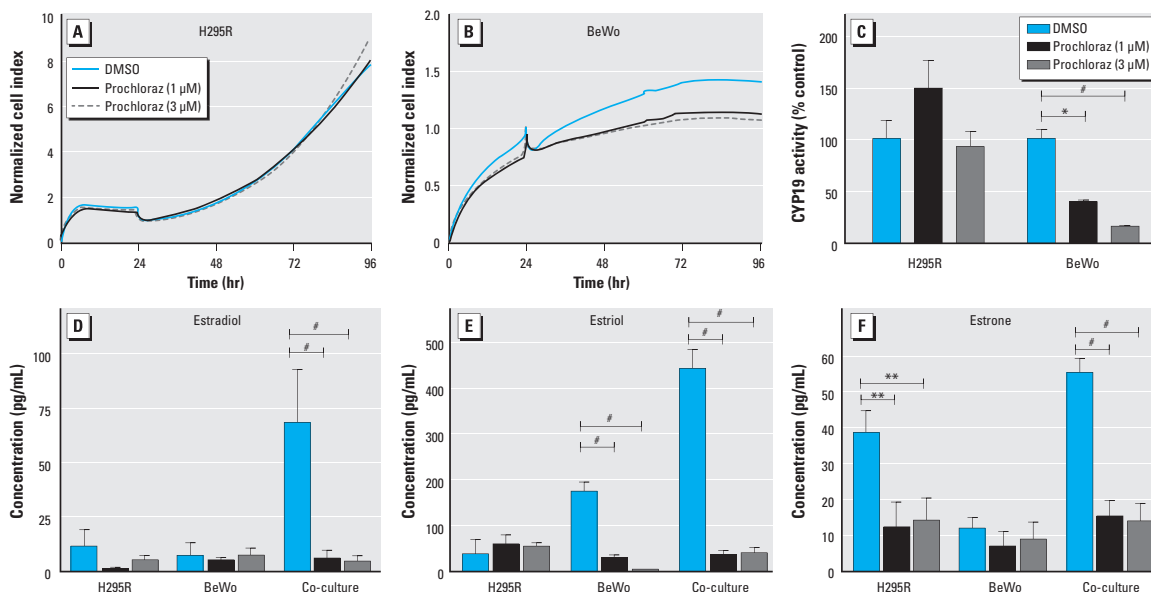 A
H295R
DMSO
Prochloraz (1 µM)
Prochloraz (3 µM)
Normalized cell index
10
8
6
4
2
0
0 24 48 72 96
Time (hr)
B
BeWo
Normalized cell index
2.0
1.5
1.0
0.5
0
0 24 48 72 96
Time (hr)
C
DMSO
Prochloraz (1 µM)
Prochloraz (3 µM)
CYP19 activity (% control)
200
150
100
50
0
#
*
H295R BeWo
D
Estradiol
Concentration (pg/mL)
100
75
50
25
0
#
#
H295R BeWo Co-culture
E
Estriol
Concentration (pg/mL)
500
400
300
200
100
0
#
#
#
#
H295R BeWo Co-culture
F
Estrone
Concentration (pg/mL)
60
50
40
30
20
10
0
**
**
#
#
H295R BeWo Co-culture